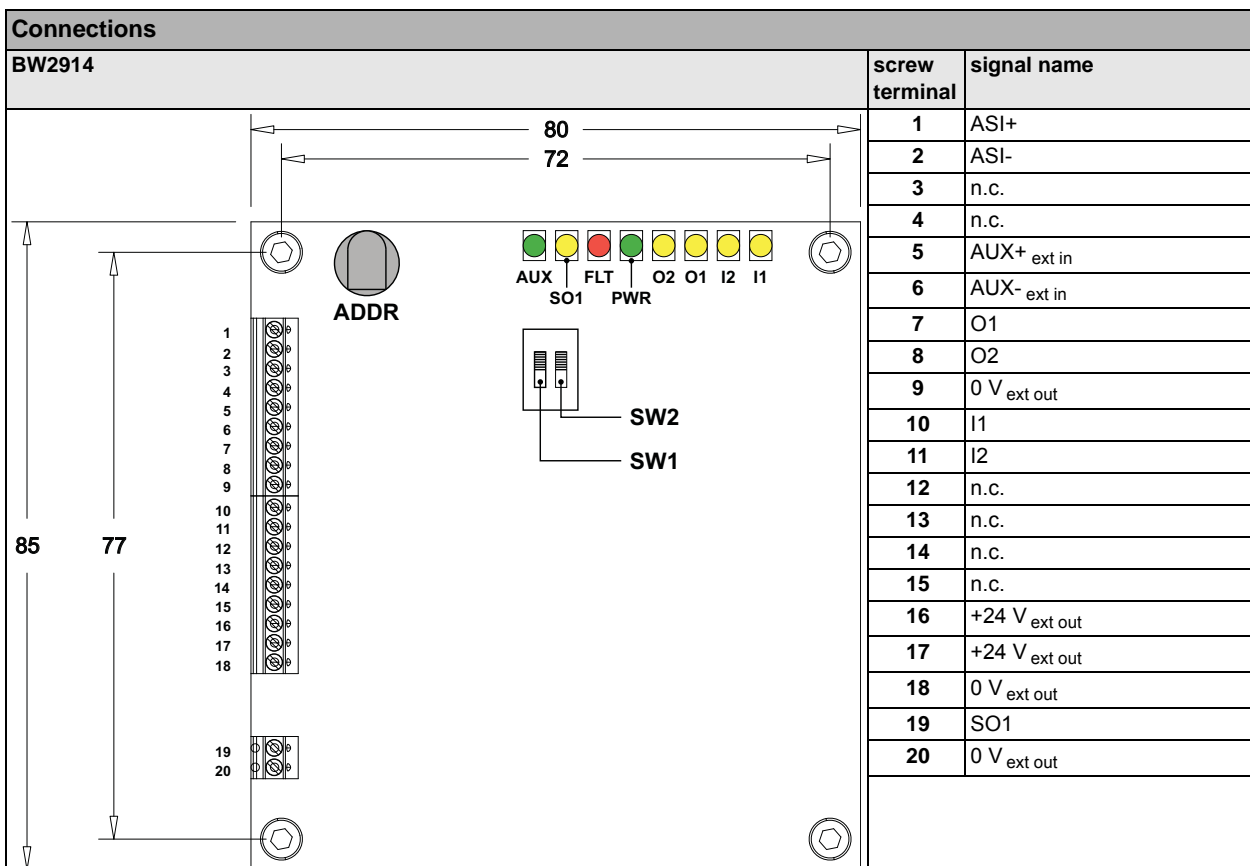 Connections
BW2914
screw terminal
signal name
80
72
AUX FLT O2 O1 I2 I1
SO1 PWR
ADDR
SW2
SW1
85 77
1
2
3
4
5
6
7
8
9
10
11
12
13
14
15
16
17
18
19
20
1 ASI+
2 ASI-
3 n.c.
4 n.c.
5 AUX+ ext in
6 AUX- ext in
7 O1
8 O2
9 0 V ext out
10 I1
11 I2
12 n.c.
13 n.c.
14 n.c.
15 n.c.
16 +24 V ext out
17 +24 V ext out
18 0 V ext out
19 SO1
20 0 V ext out